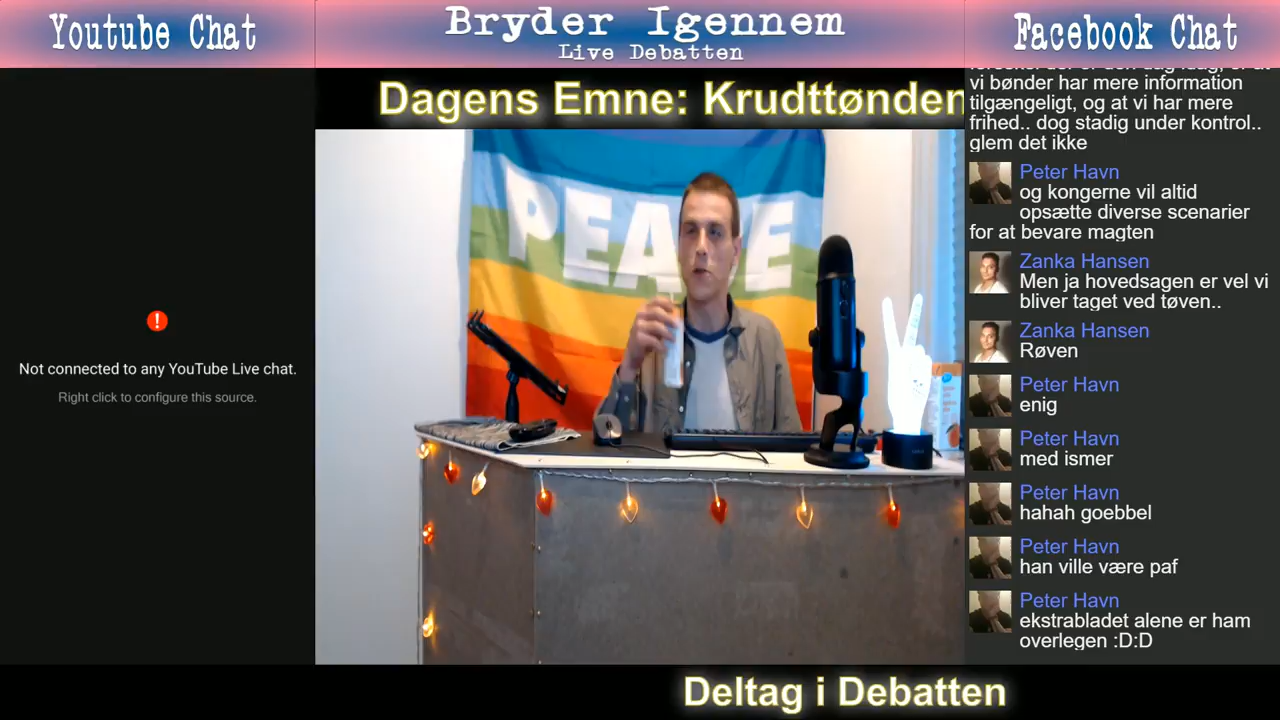 Youtube Chat
Bryder Igennem
Live Debatten
Facebook Chat
Dagens Emne: Krudttønden
PEACE
Not connected to any YouTube Live chat.
Right click to configure this source.
vi bønder har mere information
tilgængeligt, og at vi har mere
frihed.. dog stadig under kontrol..
glem det ikke
Peter Havn
og kongerne vil altid
opsætte diverse scenarier
for at bevare magten
Zanka Hansen
Men ja hovedsagen er vel vi
bliver taget ved tøven..
Zanka Hansen
Røven
Peter Havn
enig
Peter Havn
med ismer
Peter Havn
hahah goebbel
Peter Havn
han ville være paf
Peter Havn
ekstrabladet alene er ham
overlegen :D:D
Deltag i Debatten